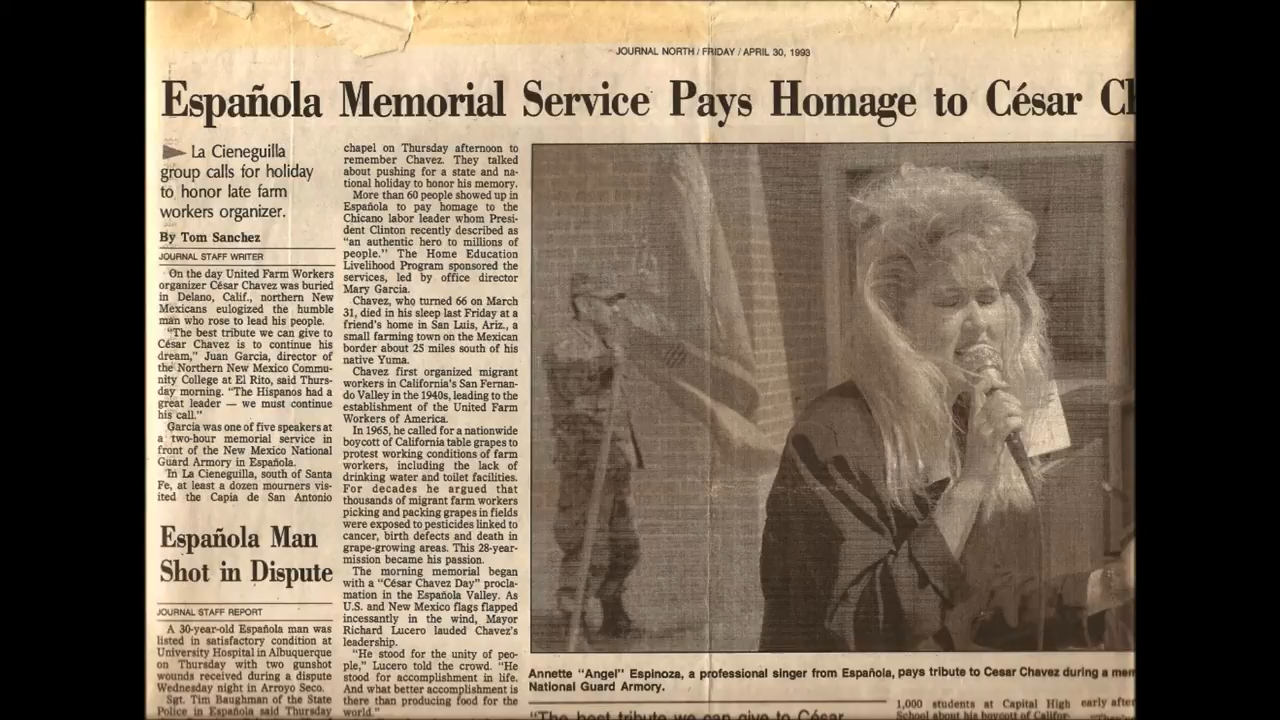 JOURNAL NORTH / FRIDAY / APRIL 30, 1993
Española Memorial Service Pays Homage to César
La Cieneguilla
group calls for holiday
to honor late farm
workers organizer.
By Tom Sanchez
JOURNAL STAFF WRITER
On the day United Farm Workers
organizer César Chavez was buried
in Delano, Calif., northern New
Mexicans eulogized the humble
man who rose to lead his people.
“The best tribute we can give to
César Chavez is to continue his
dream,” Juan Garcia, director of
the Northern New Mexico Commu-
nity College at El Rito, said Thurs-
day morning. “The Hispanos had a
great leader — we must continue
his call.”
Garcia was one of five speakers at
a two-hour memorial service in
front of the New Mexico National
Guard Armory in Española.
In La Cieneguilla, south of Santa
Fe, at least a dozen mourners vis-
ited the Capia de San Antonio
chapel on Thursday afternoon to
remember Chavez. They talked
about pushing for a state and na-
tional holiday to honor his memory.
More than 60 people showed up in
Española to pay homage to the
Chicano labor leader whom Presi-
dent Clinton recently described as
“an authentic hero to millions of
people.” The Home Education
Livelihood Program sponsored the
services, led by office director
Mary Garcia.
Chavez, who turned 66 on March
31, died in his sleep last Friday at a
friend's home in San Luis, Ariz., a
small farming town on the Mexican
border about 25 miles south of his
native Yuma.
Chavez first organized migrant
workers in California's San Fernan-
do Valley in the 1940s, leading to the
establishment of the United Farm
Workers of America.
In 1965, he called for a nationwide
boycott of California table grapes to
protest working conditions of farm
workers, including the lack of
drinking water and toilet facilities.
For decades he argued that
thousands of migrant farm workers
picking and packing grapes in fields
were exposed to pesticides linked to
cancer, birth defects and death in
grape-growing areas. This 28-year-
mission became his passion.
The morning memorial began
with a “César Chavez Day” procla-
mation in the Española Valley. As
U.S. and New Mexico flags flapped
incessantly in the wind, Mayor
Richard Lucero lauded Chavez's
leadership.
“He stood for the unity of peo-
ple,” Lucero told the crowd. “He
stood for accomplishment in life.
And what better accomplishment is
there than producing food for the
world.”
Española Man
Shot in Dispute
JOURNAL STAFF REPORT
A 30-year-old Española man was
listed in satisfactory condition at
University Hospital in Albuquerque
on Thursday with two gunshot
wounds received during a dispute
Wednesday night in Arroyo Seco.
Sgt. Tim Baughman of the State
Police in Española said Thursday
Annette “Angel” Espinoza, a professional singer from Española, pays tribute to Cesar Chavez during a
National Guard Armory.
“The best tribute we can give to César
1,000 students at Capital High
School about his boycott of Califor-
early